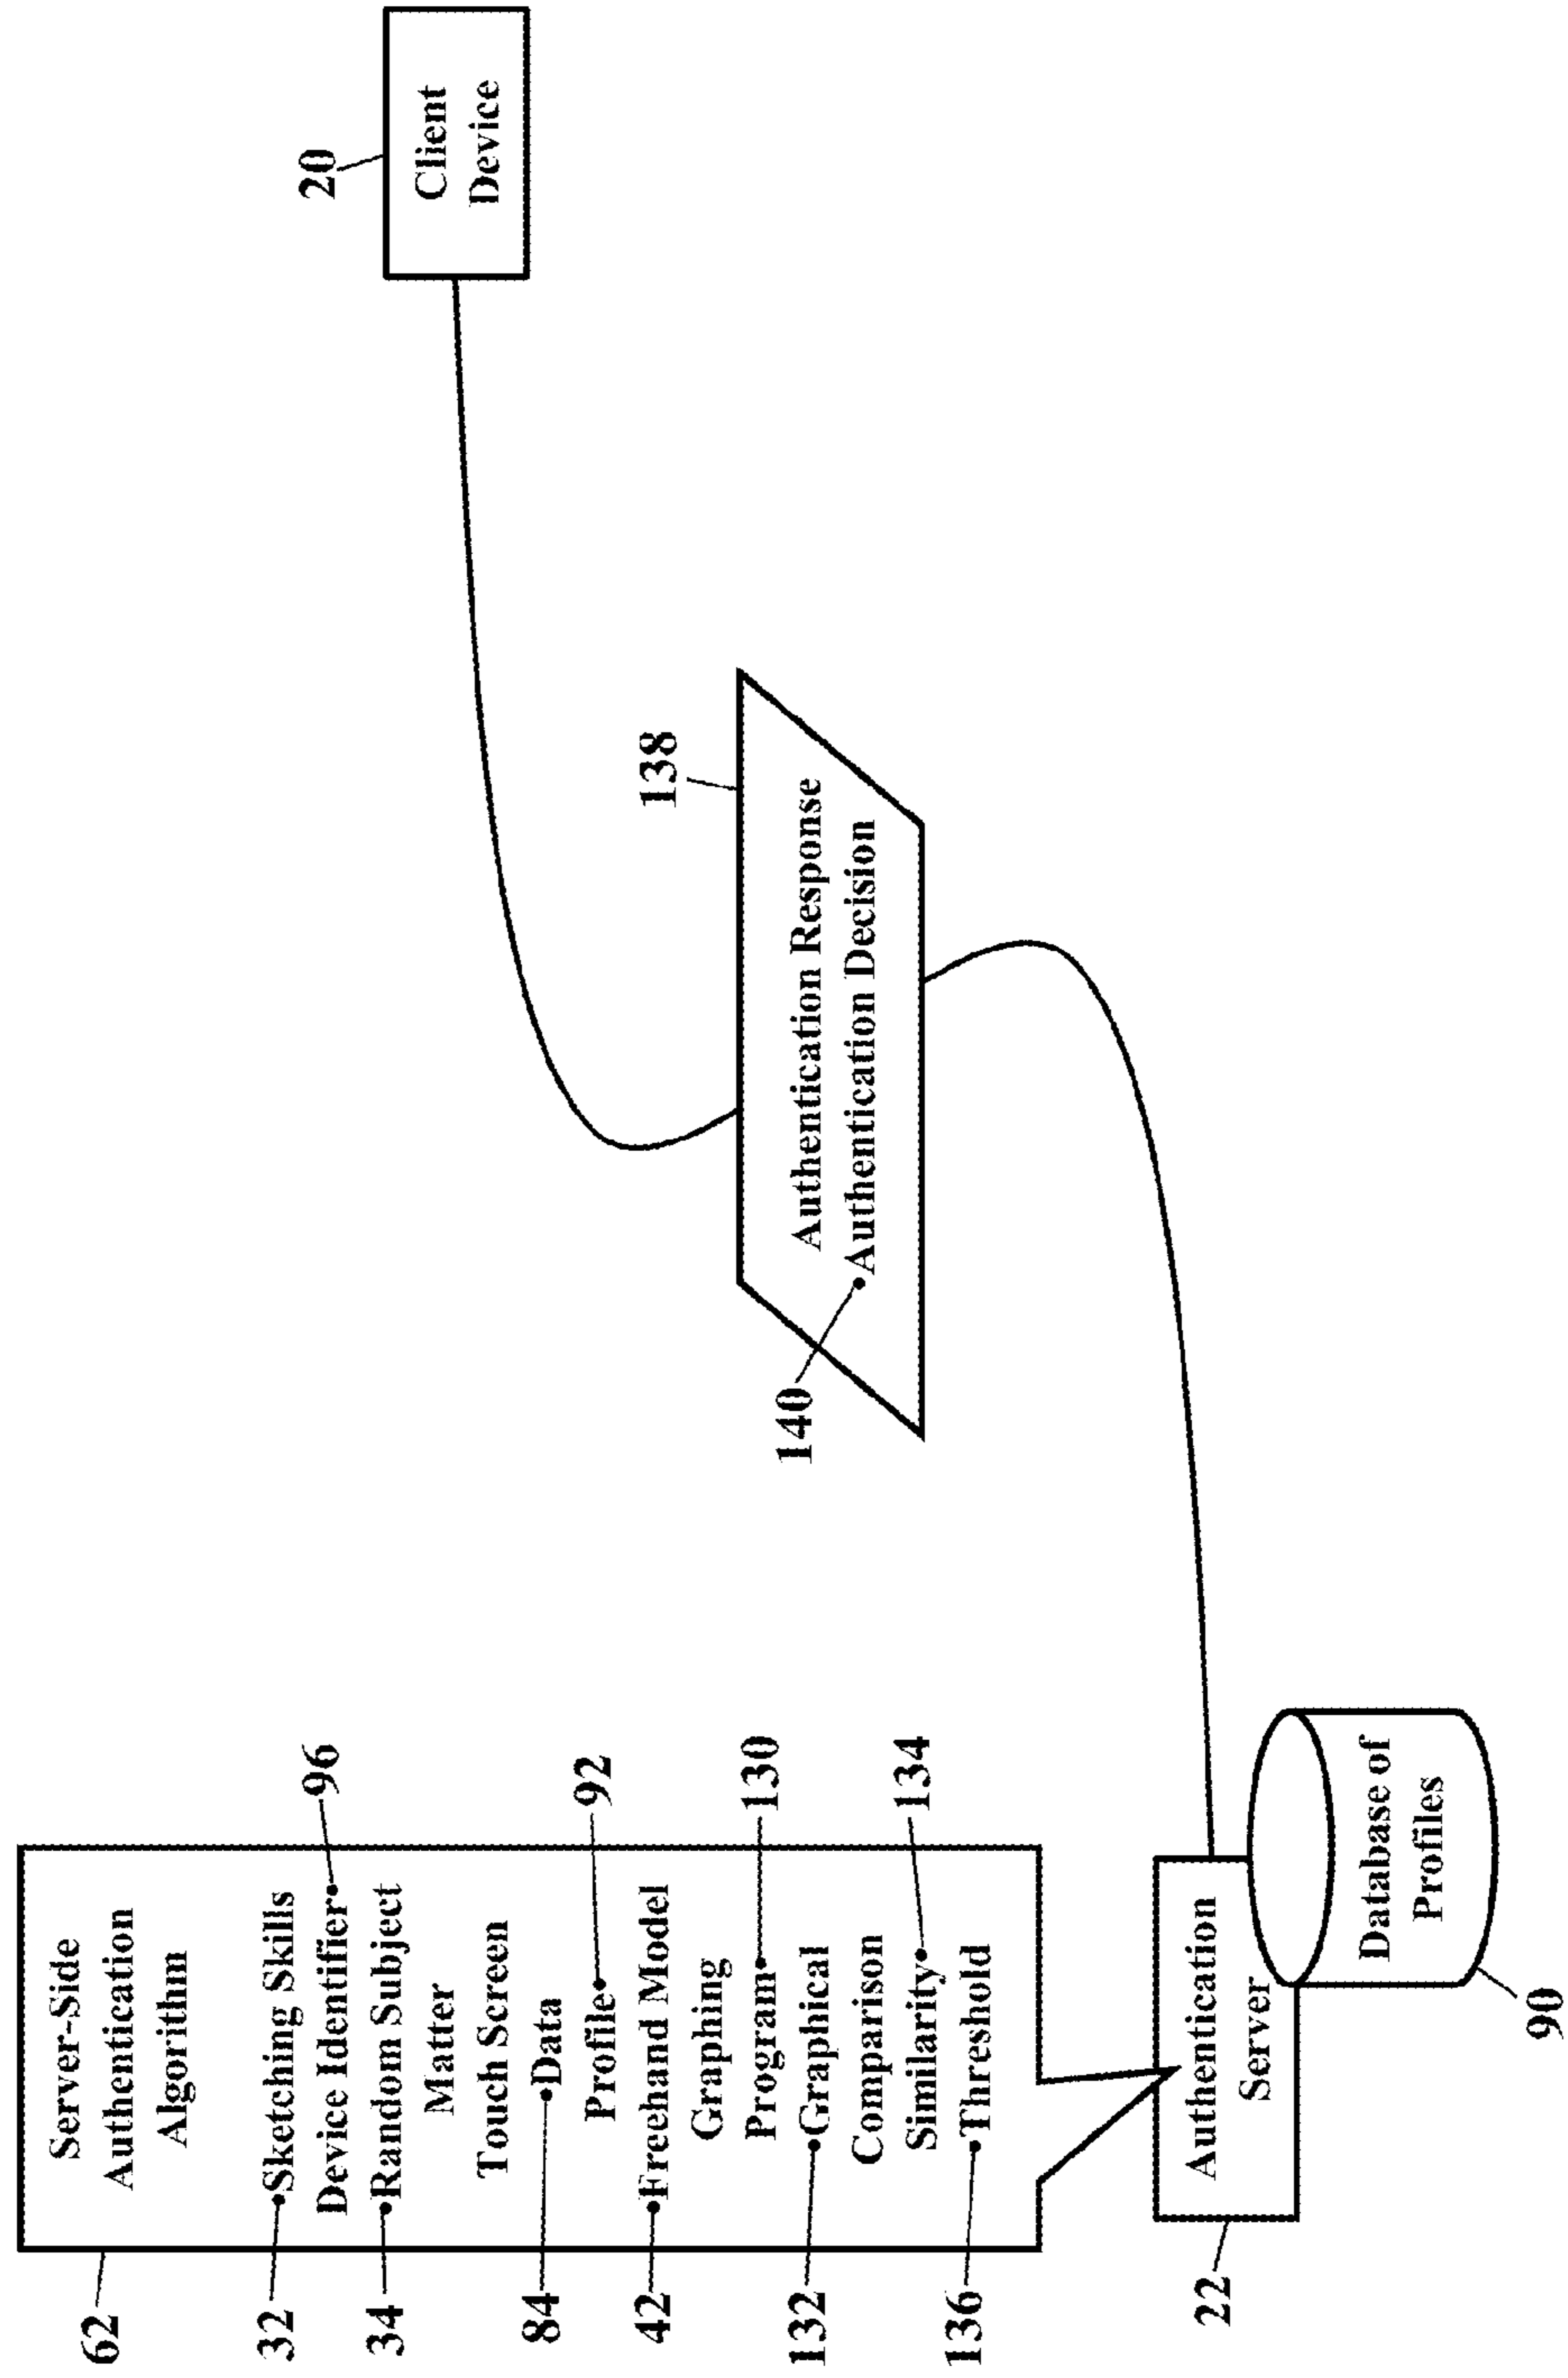 62
Server-Side
Authentication
Algorithm
32
Sketching Skills
Device Identifier
96
34
Random Subject
Matter
Touch Screen
84
Data
Profile
92
42
Freehand Model
Graphing
Program
130
132
Graphical
Comparison
Similarity
134
136
Threshold
22
Authentication
Server
Database of
Profiles
90
138
Authentication Response
140
Authentication Decision
20
Client
Device